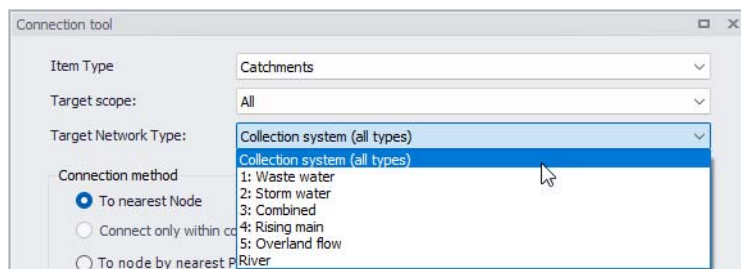 Connection tool
Item Type Catchments
Target scope: All
Target Network Type: Collection system (all types)
Collection system (all types)
Connection method
1: Waste water
To nearest Node
2: Storm water
3: Combined
Connect only within
4: Rising main
5: Overland flow
To node by nearest
River